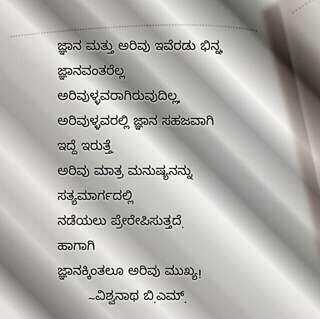 ಜ್ಞಾನ ಮತ್ತು ಅರಿವು ಇವೆರಡು ಭಿನ್ನ,
ಜ್ಞಾನವಂತರೆಲ್ಲ
ಅರಿವುಳ್ಳವರಾಗಿರುವುದಿಲ್ಲ,
ಅರಿವುಳ್ಳವರಲ್ಲಿ ಜ್ಞಾನ ಸಹಜವಾಗಿ
ಇದ್ದೆ ಇರುತ್ತೆ.
ಅರಿವು ಮಾತ್ರ ಮನುಷ್ಯನನ್ನು
ಸತ್ಯಮಾರ್ಗದಲ್ಲಿ
ನಡೆಯಲು ಪ್ರೇರೇಪಿಸುತ್ತದೆ.
ಹಾಗಾಗಿ
ಜ್ಞಾನಕ್ಕಿಂತಲೂ ಅರಿವು ಮುಖ್ಯ!
~ವಿಶ್ವನಾಥ ಬಿ.ಎಮ್.